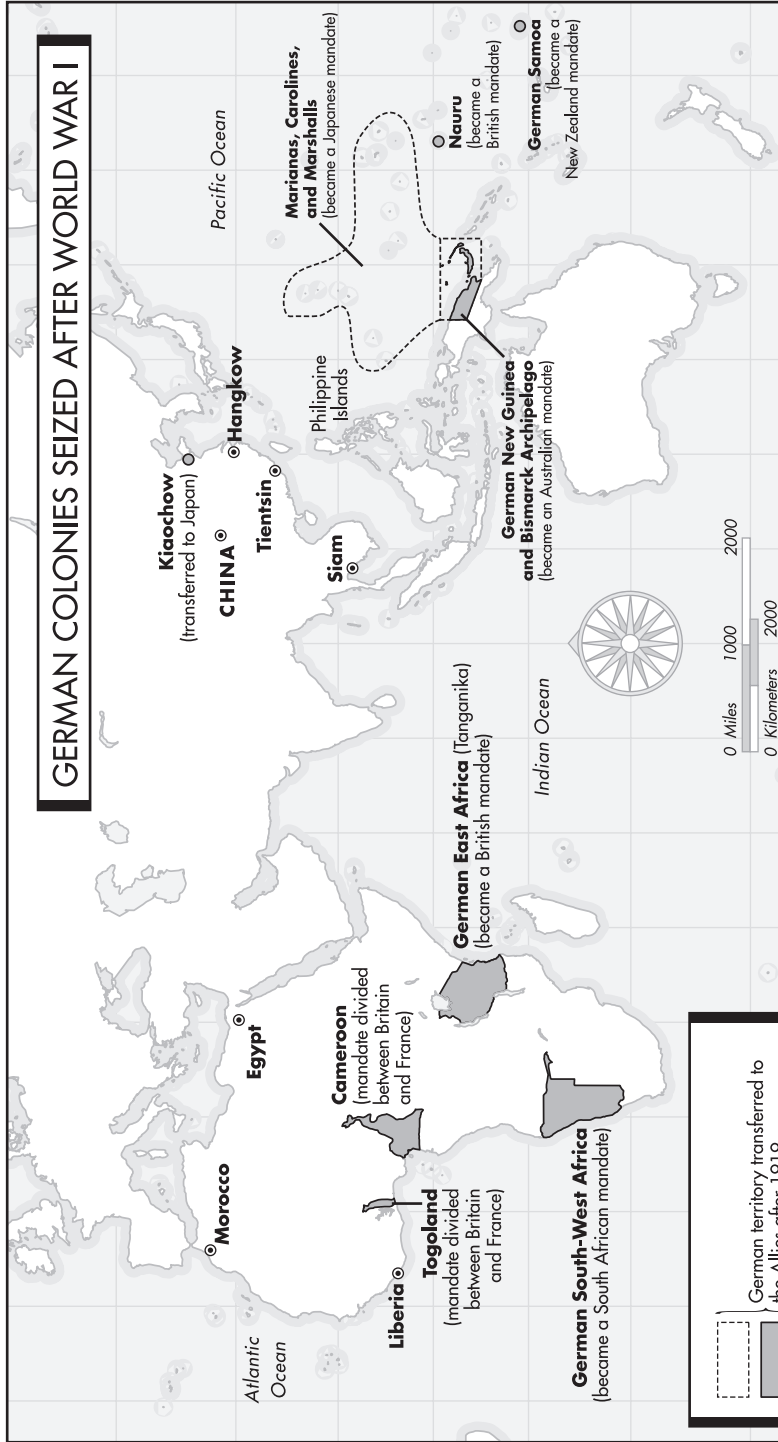 GERMAN COLONIES SEIZED AFTER WORLD WAR I
Pacific Ocean
Marianas, Carolines,
and Marshalls
(became a Japanese mandate)
Nauru
(became a
British mandate)
German Samoa
(became a
New Zealand mandate)
Kiaochow
(transferred to Japan)
Hangkow
CHINA
Tientsin
Philippine
Islands
Siam
German New Guinea
and Bismarck Archipelago
(became an Australian mandate)
Egypt
Morocco
Atlantic
Ocean
Cameroon
(mandate divided
between Britain
and France)
German East Africa (Tanganika)
(became a British mandate)
Indian Ocean
Togoland
(mandate divided
between Britain
and France)
Liberia
German South-West Africa
(became a South African mandate)
0 Miles 1000 2000
0 Kilometers 2000
German territory transferred to
the Allies after 1919